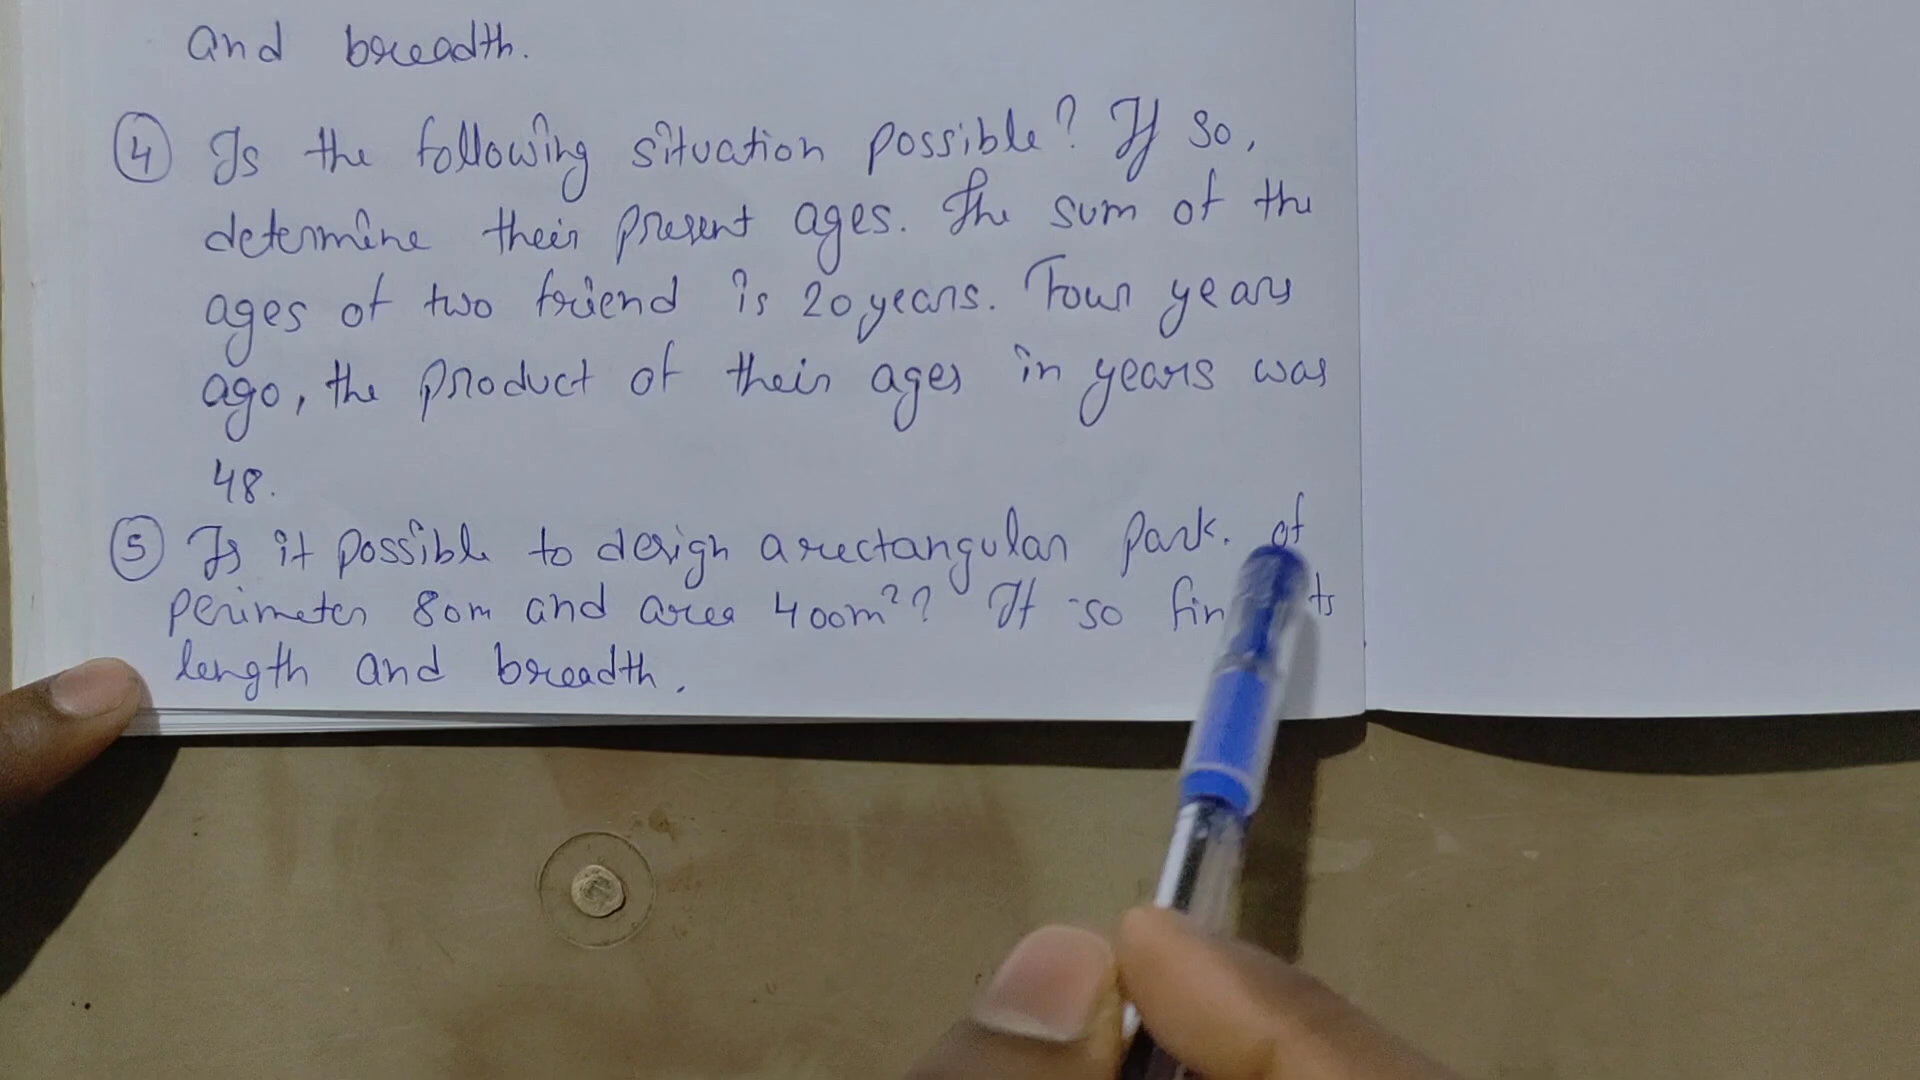 and breadth.
4 Is the following situation possible? If so,
determine their present ages. The sum of the
ages of two friend is 20 years. Four years
ago, the product of their ages in years was
48.
5 Is it possible to design a rectangular park. of
perimeter 80m and area 400m²? If so
length and breadth.